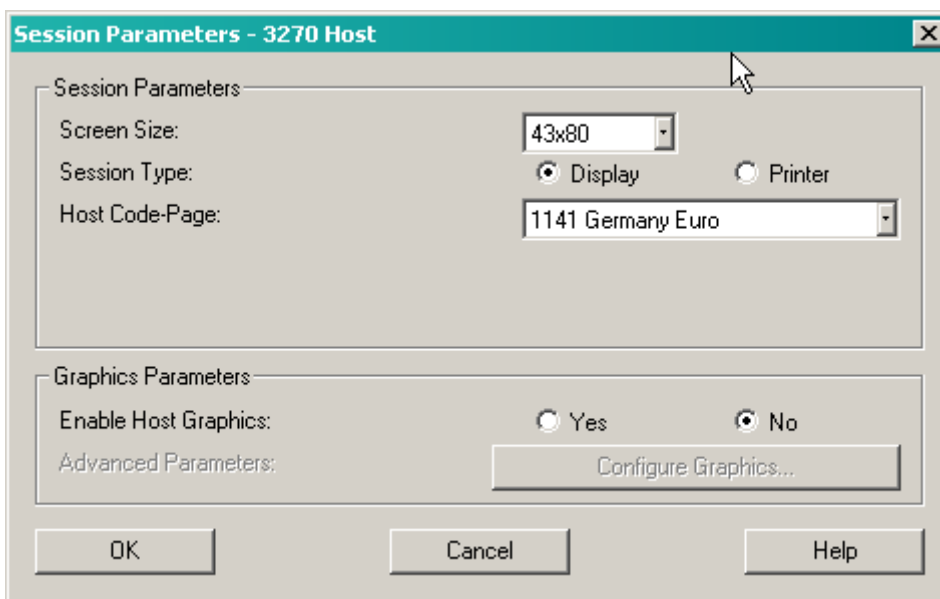 Session Parameters - 3270 Host
Session Parameters
Screen Size: 43x80
Session Type: Display Printer
Host Code-Page: 1141 Germany Euro
Graphics Parameters
Enable Host Graphics: Yes No
Advanced Parameters: Configure Graphics...
OK Cancel Help